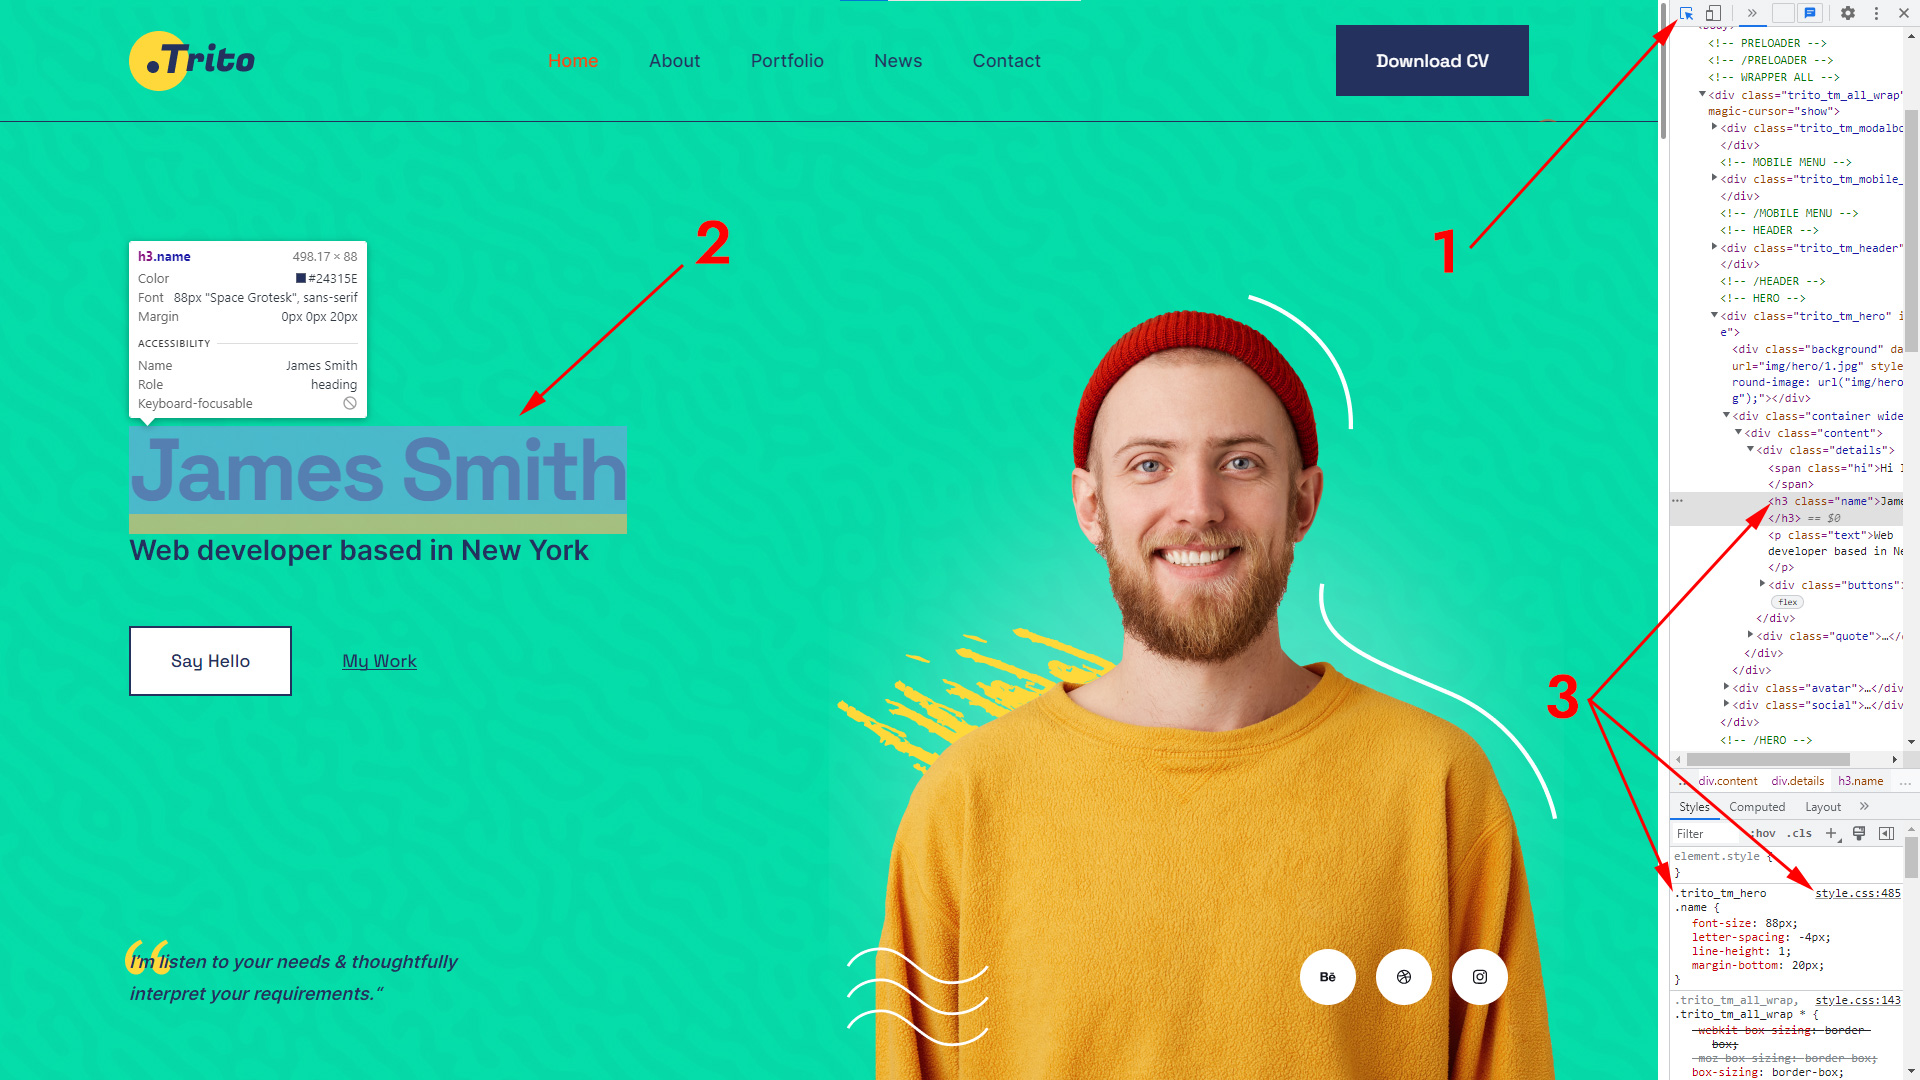 .Trito
Home
About
Portfolio
News
Contact
Download CV
1
2
h3.name 498.17 × 88
Color #24315E
Font 88px "Space Grotesk", sans-serif
Margin 0px 0px 20px
ACCESSIBILITY
Name James Smith
Role heading
Keyboard-focusable
James Smith
Web developer based in New York
Say Hello
My Work
3
I'm listen to your needs & thoughtfully
interpret your requirements.“
Bē
<!-- PRELOADER -->
<!-- /PRELOADER -->
<!-- WRAPPER ALL -->
<div class="trito_tm_all_wrap"
magic-cursor="show">
<div class="trito_tm_modalbo
</div>
<!-- MOBILE MENU -->
<div class="trito_tm_mobile_
</div>
<!-- /MOBILE MENU -->
<!-- HEADER -->
<div class="trito_tm_header"
</div>
<!-- /HEADER -->
<!-- HERO -->
<div class="trito_tm_hero" i
e">
<div class="background" da
url="img/hero/1.jpg" style
round-image: url("img/hero
g");"></div>
<div class="container wide
<div class="content">
<div class="details">
<span class="hi">Hi
</span>
<h3 class="name">Jame
</h3> == $0
<p class="text">Web
developer based in Ne
</p>
<div class="buttons"
flex
</div>
<div class="quote">…</
</div>
</div>
<div class="avatar">…</div
<div class="social">…</div
</div>
<!-- /HERO -->
... div.content div.details h3.name ...
Styles Computed Layout
Filter :hov .cls
element.style {
}
.trito_tm_hero style.css:485
.name {
font-size: 88px;
letter-spacing: -4px;
line-height: 1;
margin-bottom: 20px;
}
.trito_tm_all_wrap, style.css:143
.trito_tm_all_wrap * {
-webkit-box-sizing: border-
box;
-moz-box-sizing: border-box;
box-sizing: border-box;